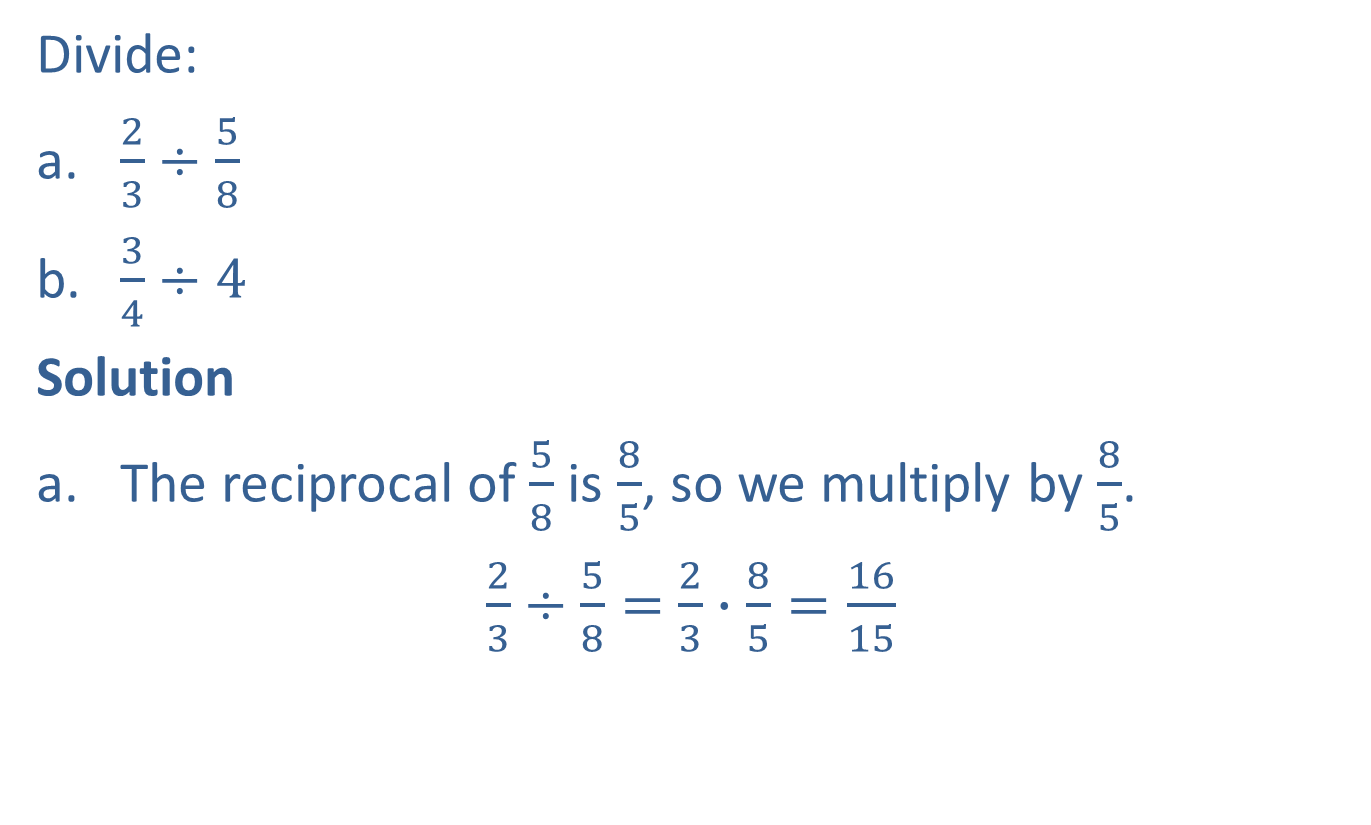 Divide:
a. 2/3 ÷ 5/8
b. 3/4 ÷ 4
Solution
a. The reciprocal of 5/8 is 8/5, so we multiply by 8/5.
2/3 ÷ 5/8 = 2/3 · 8/5 = 16/15